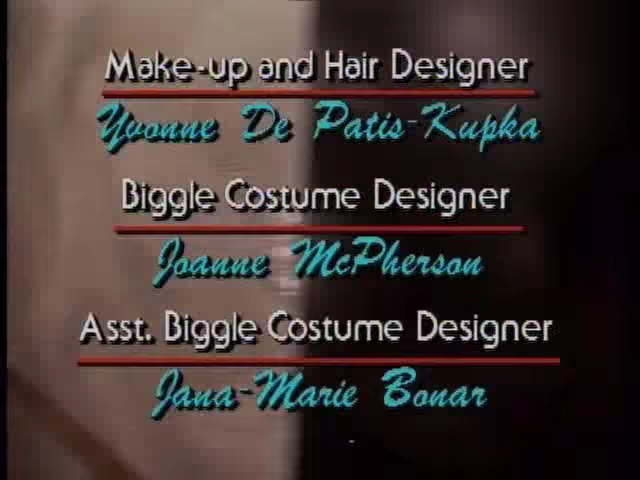 Make-up and Hair Designer
Yvonne De Patis-Kupka
Biggle Costume Designer
Joanne McPherson
Asst. Biggle Costume Designer
Jana-Marie Bonar